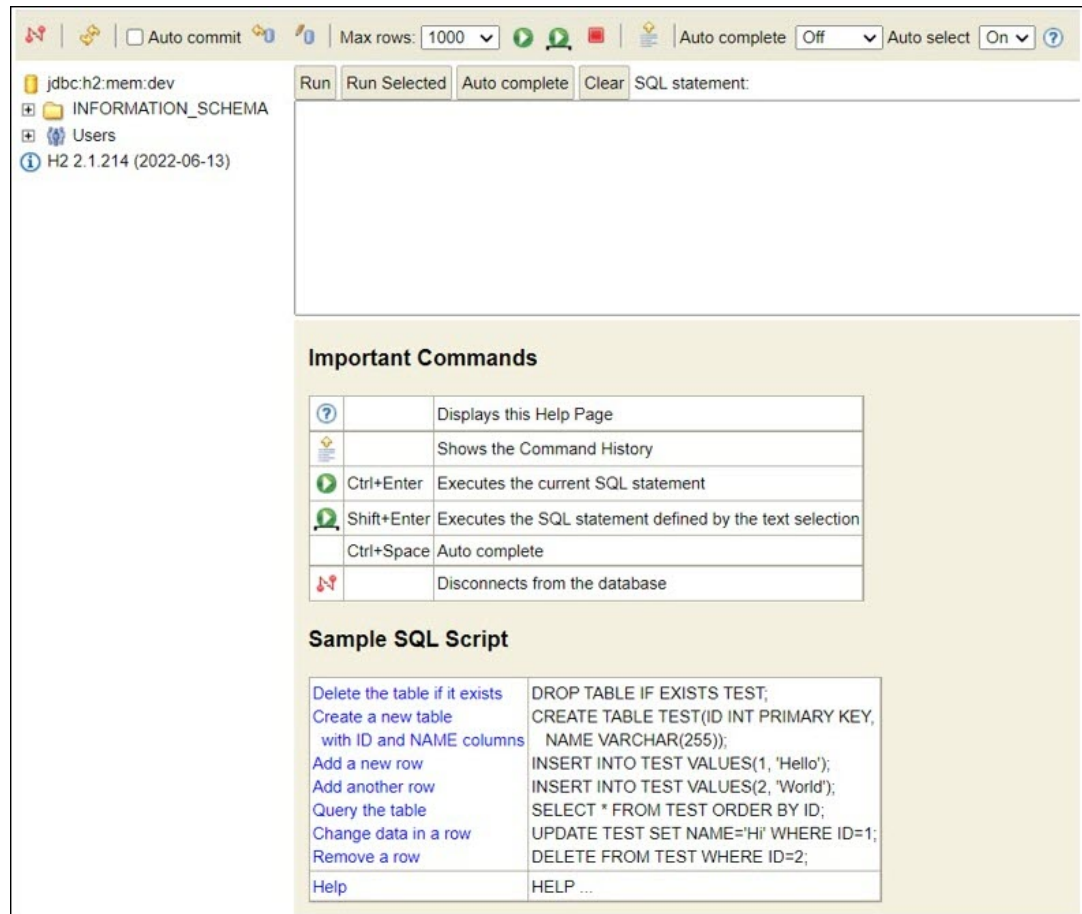 Auto commit Max rows: 1000 Auto complete Off Auto select On ?
jdbc:h2:mem:dev
INFORMATION_SCHEMA
Users
H2 2.1.214 (2022-06-13)
Run Run Selected Auto complete Clear SQL statement:
Important Commands
? Displays this Help Page
Shows the Command History
Ctrl+Enter Executes the current SQL statement
Shift+Enter Executes the SQL statement defined by the text selection
Ctrl+Space Auto complete
Disconnects from the database
Sample SQL Script
Delete the table if it exists DROP TABLE IF EXISTS TEST;
Create a new table CREATE TABLE TEST(ID INT PRIMARY KEY,
with ID and NAME columns NAME VARCHAR(255));
Add a new row INSERT INTO TEST VALUES(1, 'Hello');
Add another row INSERT INTO TEST VALUES(2, 'World');
Query the table SELECT * FROM TEST ORDER BY ID;
Change data in a row UPDATE TEST SET NAME='Hi' WHERE ID=1;
Remove a row DELETE FROM TEST WHERE ID=2;
Help HELP ...